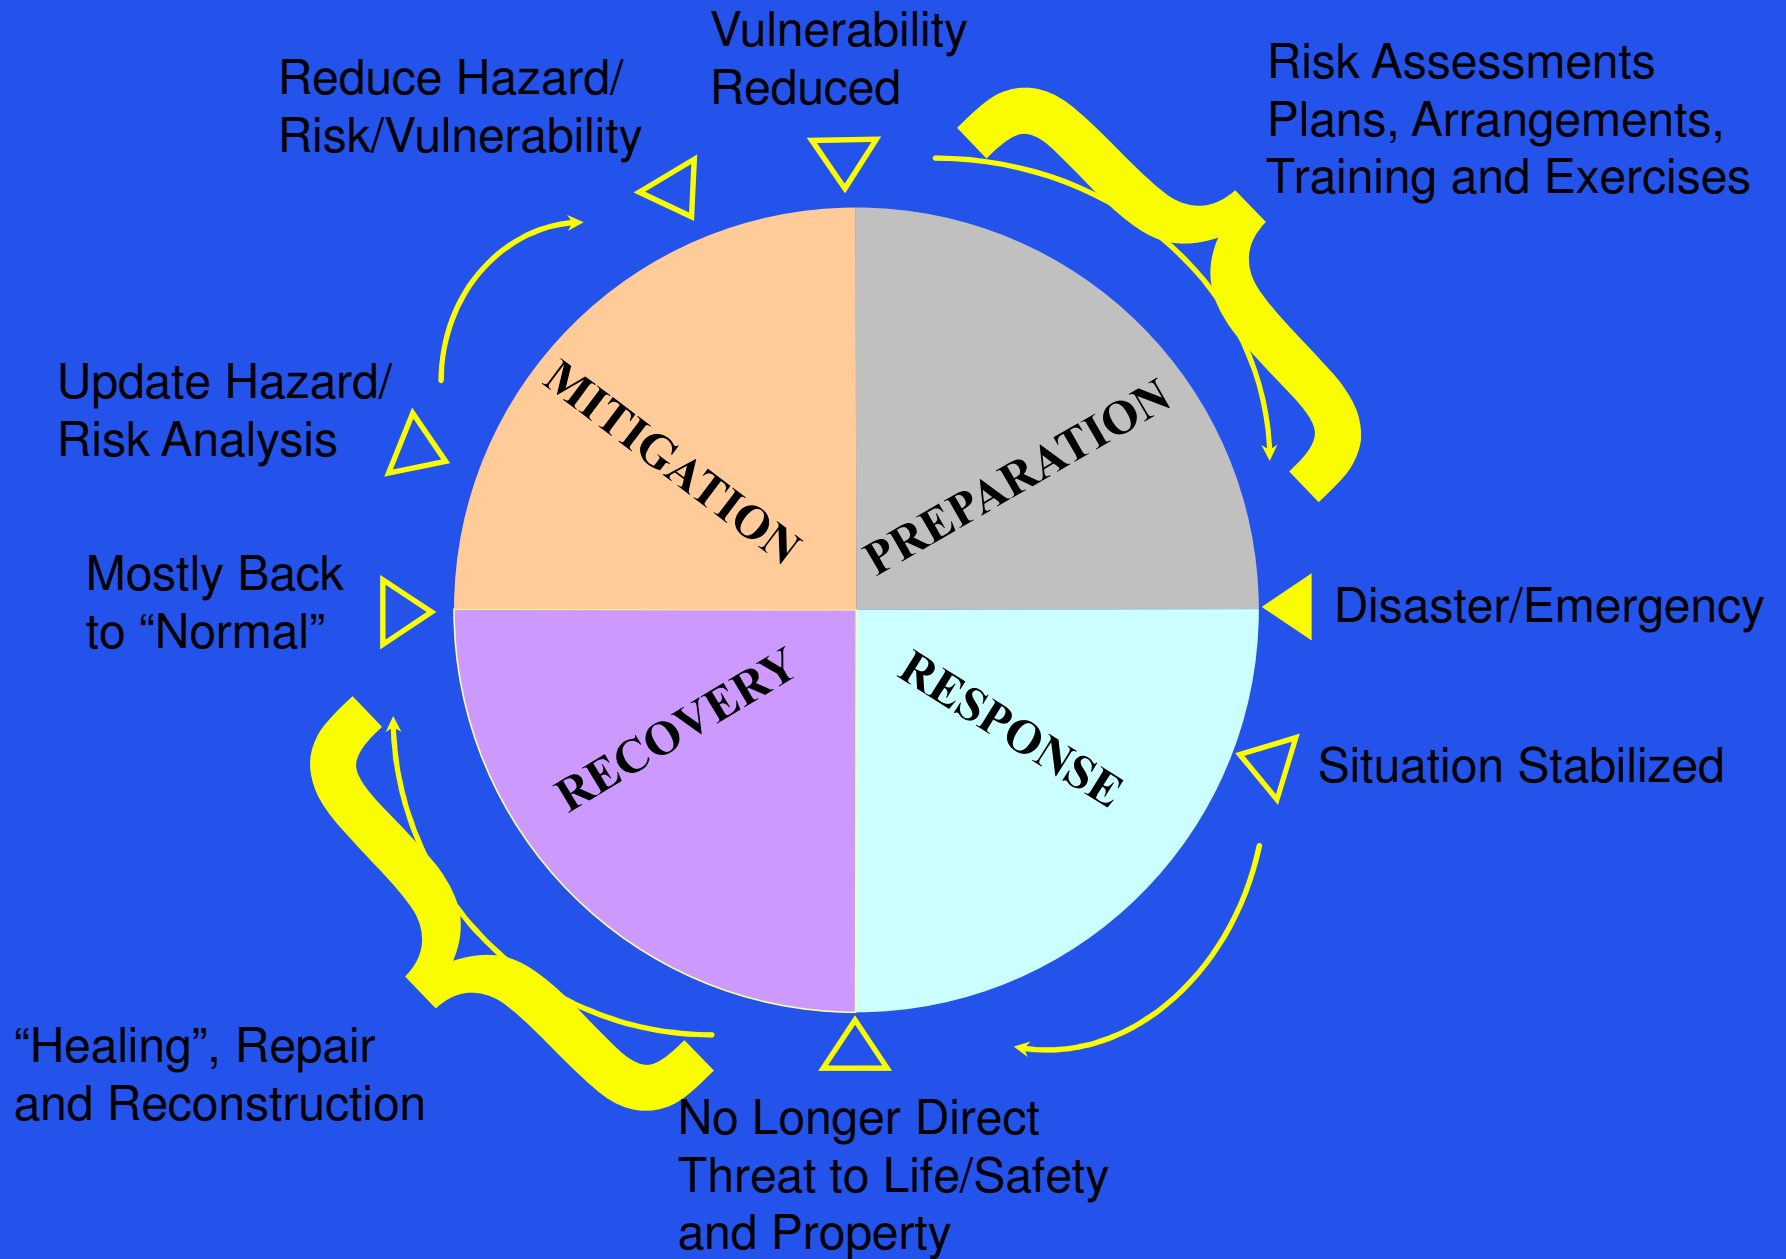 Vulnerability
Reduced
Reduce Hazard/
Risk/Vulnerability
Risk Assessments
Plans, Arrangements,
Training and Exercises
Update Hazard/
Risk Analysis
MITIGATION
PREPARATION
Mostly Back
to “Normal”
Disaster/Emergency
RECOVERY
RESPONSE
Situation Stabilized
“Healing”, Repair
and Reconstruction
No Longer Direct
Threat to Life/Safety
and Property